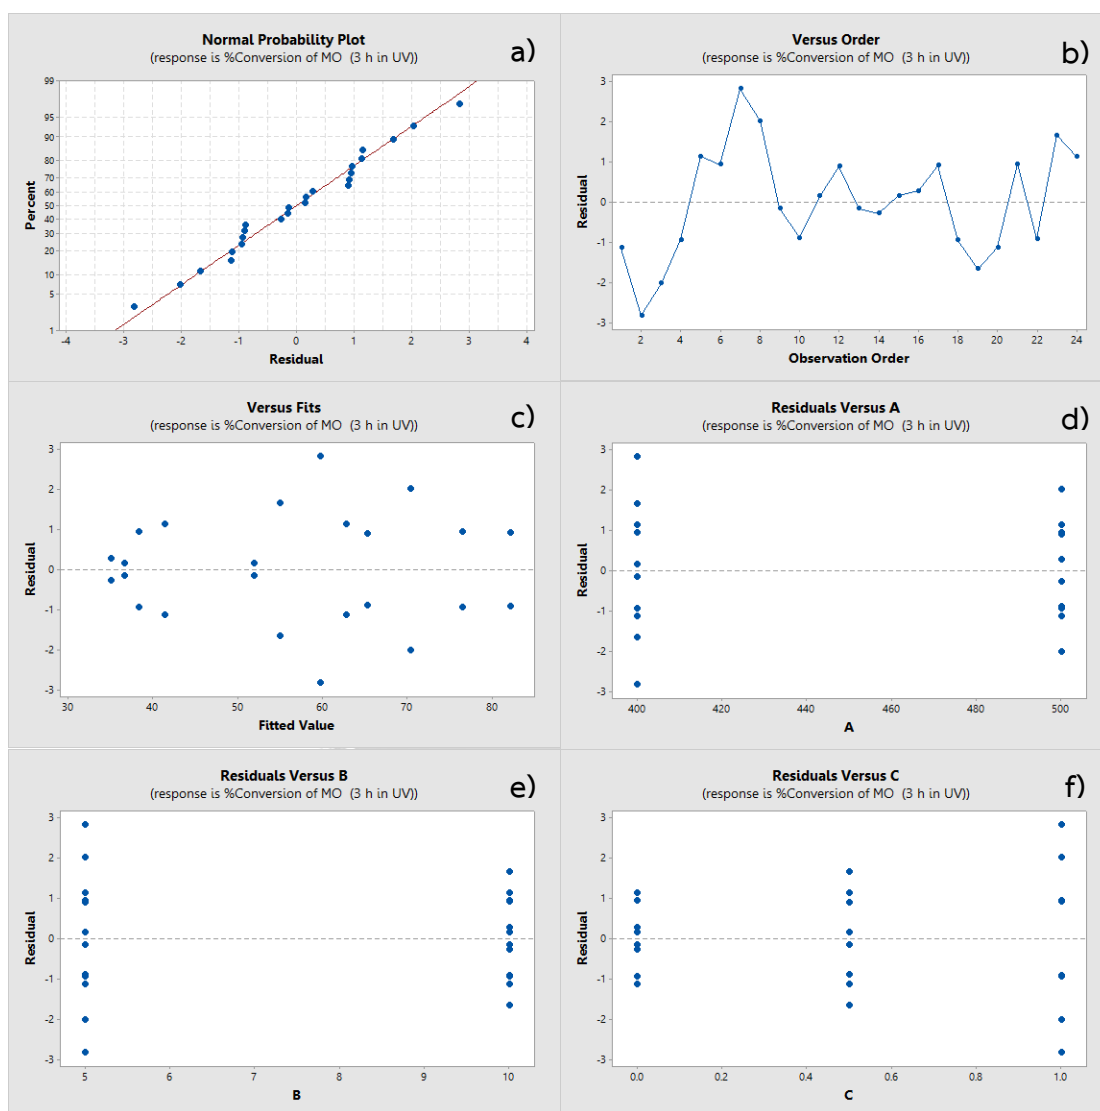 Normal Probability Plot
(response is %Conversion of MO (3 h in UV))
a)
99
95
90
80
70
60
50
40
30
20
10
5
1
Percent
-4 -3 -2 -1 0 1 2 3 4
Residual
Versus Order
(response is %Conversion of MO (3 h in UV))
b)
3
2
1
0
-1
-2
-3
Residual
2 4 6 8 10 12 14 16 18 20 22 24
Observation Order
Versus Fits
(response is %Conversion of MO (3 h in UV))
c)
3
2
1
0
-1
-2
-3
Residual
30 40 50 60 70 80
Fitted Value
Residuals Versus A
(response is %Conversion of MO (3 h in UV))
d)
3
2
1
0
-1
-2
-3
Residual
400 420 440 460 480 500
A
Residuals Versus B
(response is %Conversion of MO (3 h in UV))
e)
3
2
1
0
-1
-2
-3
Residual
5 6 7 8 9 10
B
Residuals Versus C
(response is %Conversion of MO (3 h in UV))
f)
3
2
1
0
-1
-2
-3
Residual
0.0 0.2 0.4 0.6 0.8 1.0
C